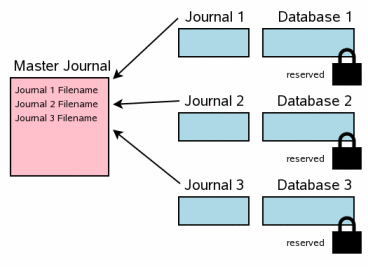 Journal 1
Database 1
reserved
Master Journal
Journal 1 Filename
Journal 2 Filename
Journal 3 Filename
Journal 2
Database 2
reserved
Journal 3
Database 3
reserved